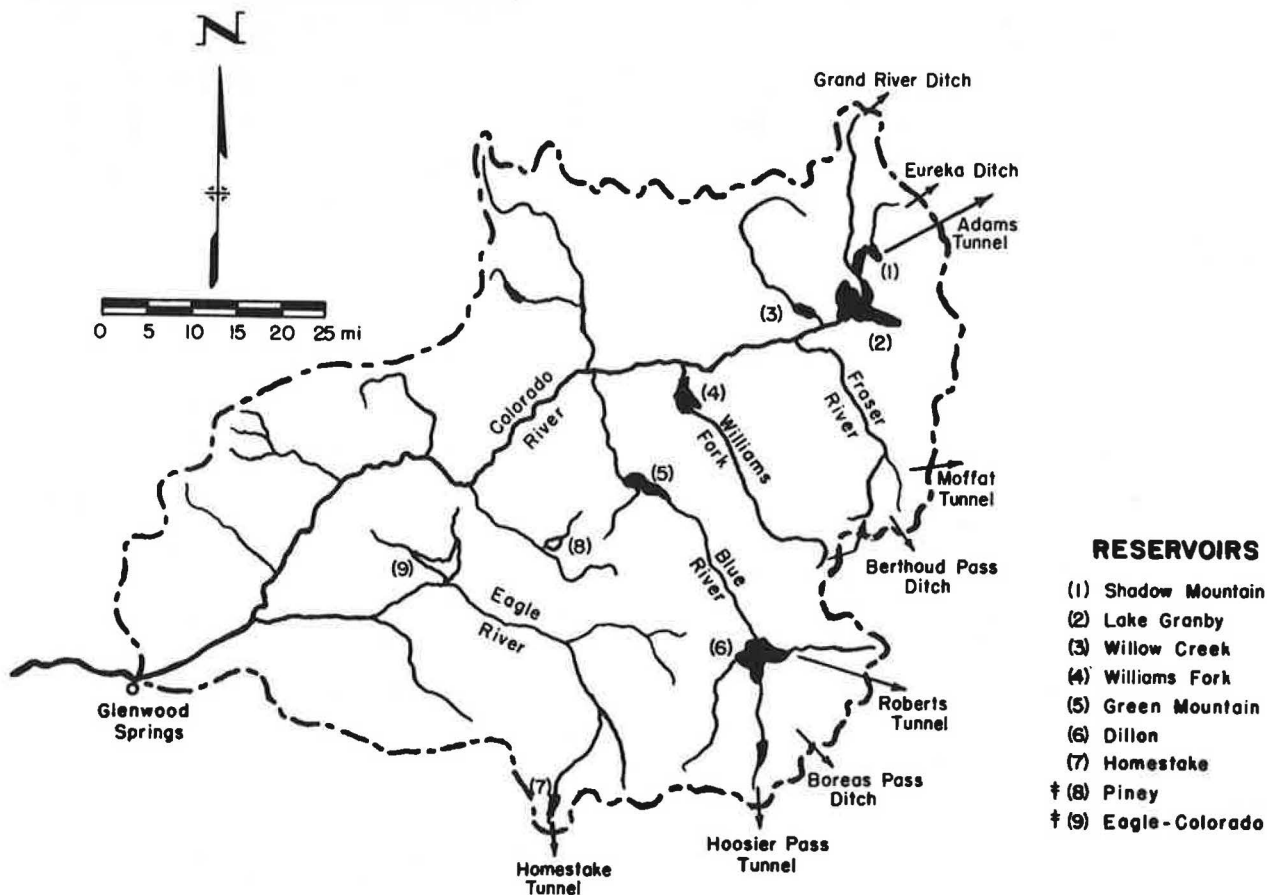 N
Grand River Ditch
Eureka Ditch
Adams
Tunnel
(1)
0 5 10 15 20 25 mi
(3)
(2)
Colorado
River
(4)
Williams
Fork
Fraser
River
(5)
Moffat
Tunnel
(8)
(9)
Berthoud Pass
Ditch
Blue
River
Eagle
River
(6)
Glenwood
Springs
Roberts
Tunnel
(7)
Boreas Pass
Ditch
Hoosier Pass
Tunnel
Homestake
Tunnel
RESERVOIRS
(1) Shadow Mountain
(2) Lake Granby
(3) Willow Creek
(4) Williams Fork
(5) Green Mountain
(6) Dillon
(7) Homestake
‡ (8) Piney
‡ (9) Eagle-Colorado